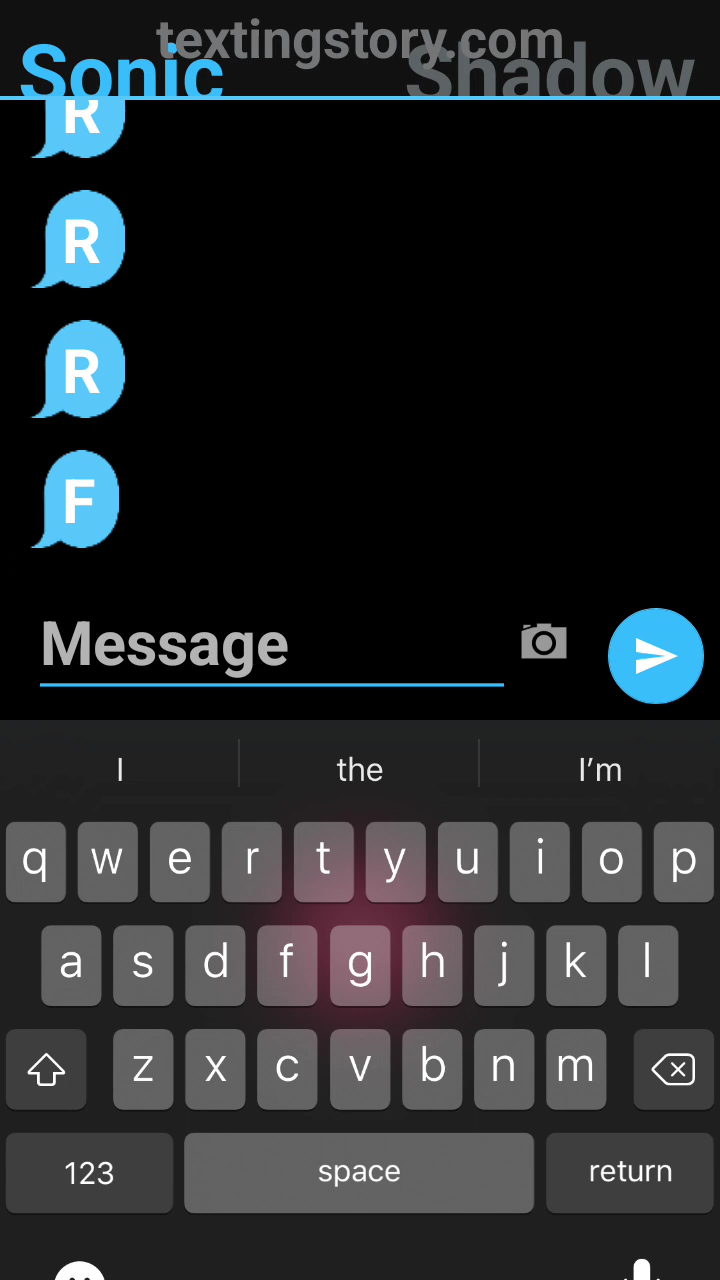 textingstory.com
Sonic Shadow
R
R
R
F
Message
I the I’m
q w e r t y u i o p
a s d f g h j k l
z x c v b n m
123 space return